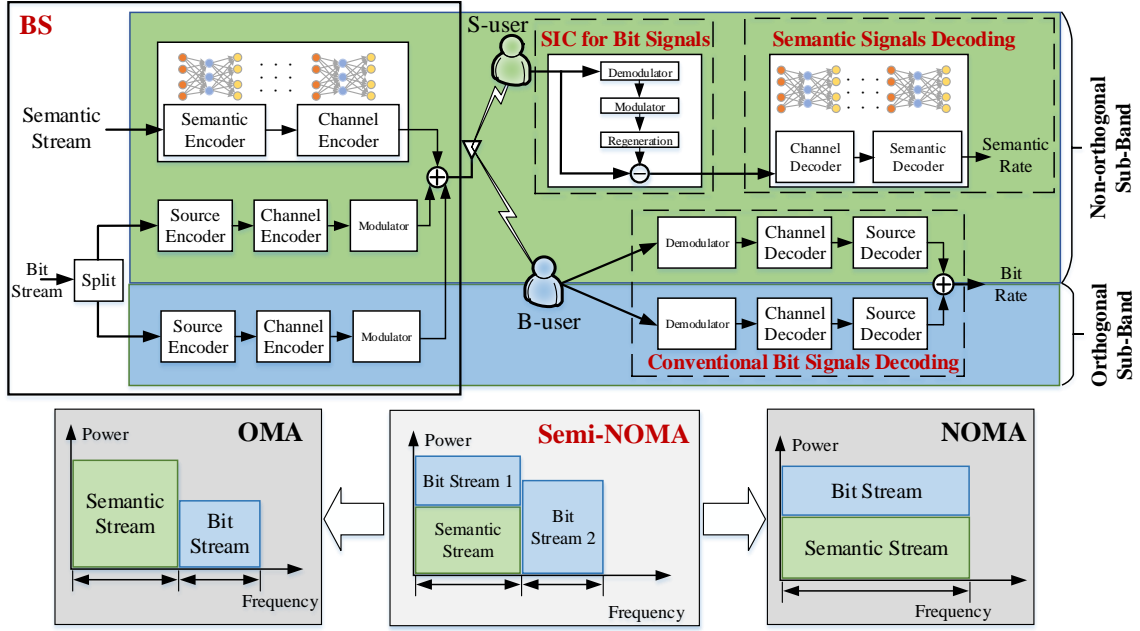 BS
S-user
SIC for Bit Signals
Semantic Signals Decoding
Semantic
Stream
Semantic
Encoder
Channel
Encoder
Demodulator
Modulator
Regeneration
Channel
Decoder
Semantic
Decoder
Semantic
Rate
Non-orthogonal
Sub-Band
Bit
Stream
Split
Source
Encoder
Channel
Encoder
Modulator
Demodulator
Channel
Decoder
Source
Decoder
Bit
Rate
B-user
Source
Encoder
Channel
Encoder
Modulator
Demodulator
Channel
Decoder
Source
Decoder
Conventional Bit Signals Decoding
Orthogonal
Sub-Band
OMA
Power
Semantic
Stream
Bit
Stream
Frequency
Semi-NOMA
Power
Bit Stream 1
Semantic
Stream
Bit
Stream 2
Frequency
NOMA
Power
Bit Stream
Semantic Stream
Frequency